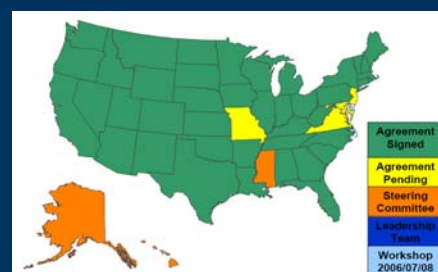 Agreement
Signed
Agreement
Pending
Steering
Committee
Leadership
Team
Workshop
2006/07/08